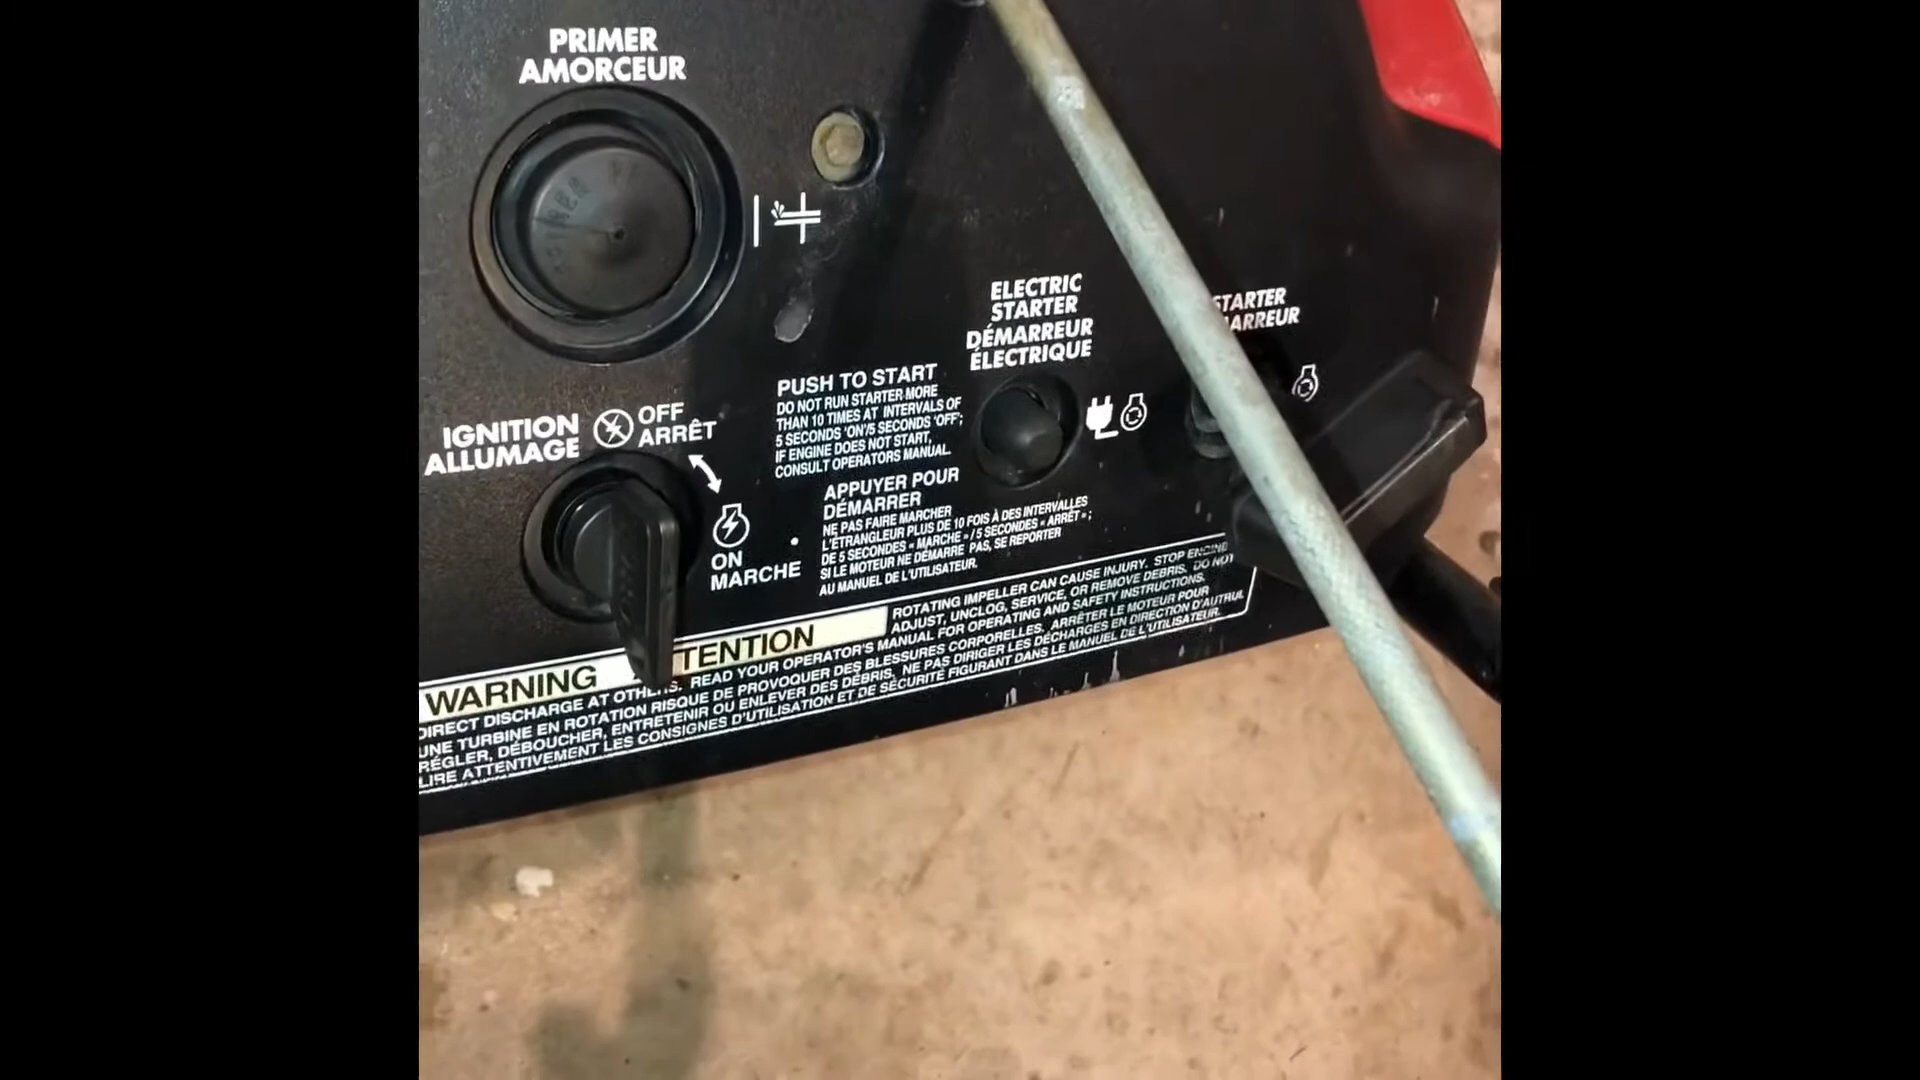 PRIMER
AMORCEUR
ELECTRIC
STARTER
DÉMARREUR
ÉLECTRIQUE
STARTER
IGNITION
ALLUMAGE
OFF
ARRÊT
ON
MARCHE
PUSH TO START
DO NOT RUN STARTER MORE
THAN 10 TIMES AT INTERVALS OF
5 SECONDS 'ON'/5 SECONDS 'OFF';
IF ENGINE DOES NOT START,
CONSULT OPERATORS MANUAL.
APPUYER POUR
DÉMARRER
NE PAS FAIRE MARCHER
L'ÉTRANGLEUR PLUS DE 10 FOIS À DES INTERVALLES
DE 5 SECONDES « MARCHE » / 5 SECONDES « ARRÊT » ;
SI LE MOTEUR NE DÉMARRE PAS, SE REPORTER
AU MANUEL DE L'UTILISATEUR.
WARNING TENTION
ROTATING IMPELLER CAN CAUSE INJURY. STOP ENGINE
ADJUST, UNCLOG, SERVICE, OR REMOVE DEBRIS. DO NOT
DIRECT DISCHARGE AT OTHERS. READ YOUR OPERATOR'S MANUAL FOR OPERATING AND SAFETY INSTRUCTIONS.
UNE TURBINE EN ROTATION RISQUE DE PROVOQUER DES BLESSURES CORPORELLES. ARRÊTER LE MOTEUR POUR
RÉGLER, DÉBOUCHER, ENTRETENIR OU ENLEVER DES DÉBRIS. NE PAS DIRIGER LES DÉCHARGES EN DIRECTION D'AUTRUI.
LIRE ATTENTIVEMENT LES CONSIGNES D'UTILISATION ET DE SÉCURITÉ FIGURANT DANS LE MANUEL DE L'UTILISATEUR.